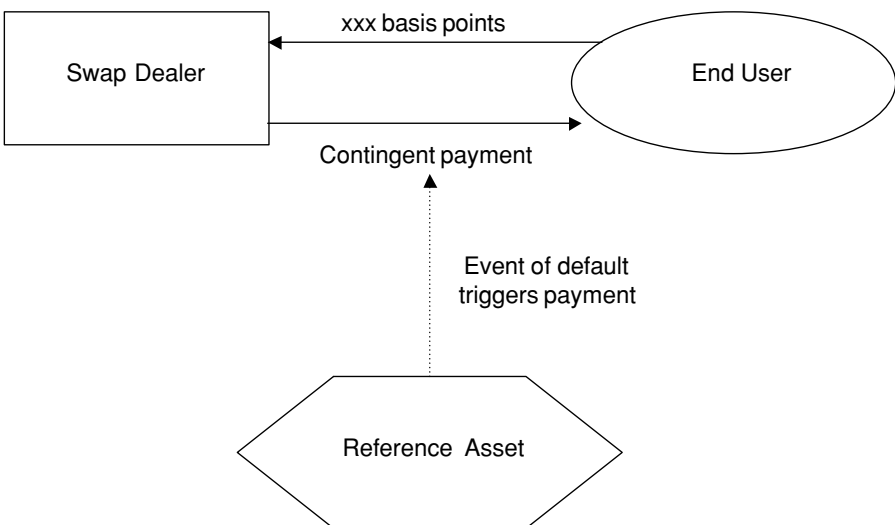 xxx basis points
Swap Dealer
End User
Contingent payment
Event of default
triggers payment
Reference Asset